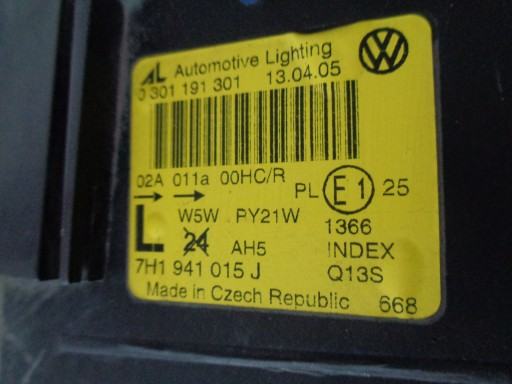 AL Automotive Lighting
0 301 191 301 13.04.05
02A 011a 00HC/R
PL E1 25
L W5W PY21W 1366
24 AH5 INDEX
7H1 941 015 J Q13S
Made in Czech Republic 668